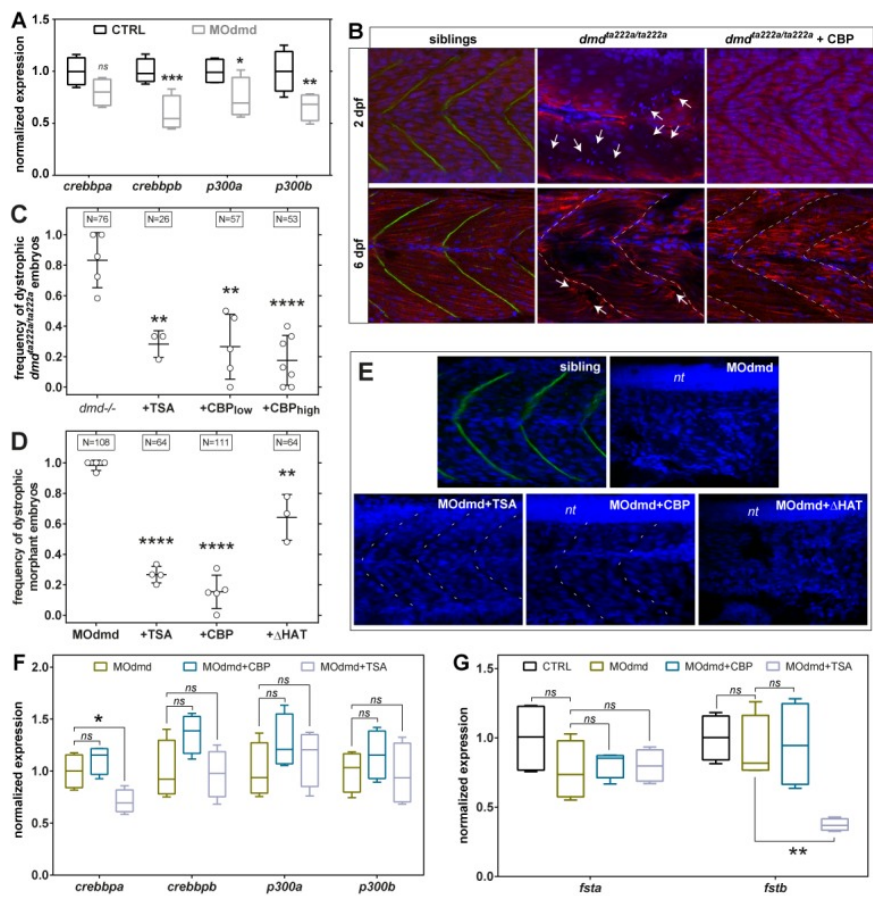 A
CTRL MOdmd
normalized expression
1.5
1.0
0.5
0.0
ns
***
*
**
crebbpa crebbpb p300a p300b
B
siblings dmd ta222a/ta222a dmd ta222a/ta222a + CBP
2 dpf
6 dpf
C
N=76 N=26 N=57 N=53
frequency of dystrophic
dmd ta222a/ta222a embryos
1.0
0.8
0.6
0.4
0.2
0.0
** ** ****
dmd-/- +TSA +CBPlow +CBPhigh
D
N=108 N=64 N=111 N=64
frequency of dystrophic
morphant embryos
1.0
0.8
0.6
0.4
0.2
0.0
**** **** **
MOdmd +TSA +CBP +ΔHAT
E
sibling
nt MOdmd
MOdmd+TSA
nt MOdmd+CBP
nt MOdmd+ΔHAT
F
MOdmd MOdmd+CBP MOdmd+TSA
normalized expression
2.0
1.5
1.0
0.5
0.0
* ns
ns ns
ns ns
ns ns
crebbpa crebbpb p300a p300b
G
CTRL MOdmd MOdmd+CBP MOdmd+TSA
normalized expression
1.5
1.0
0.5
0.0
ns ns ns
ns ns
**
fsta fstb